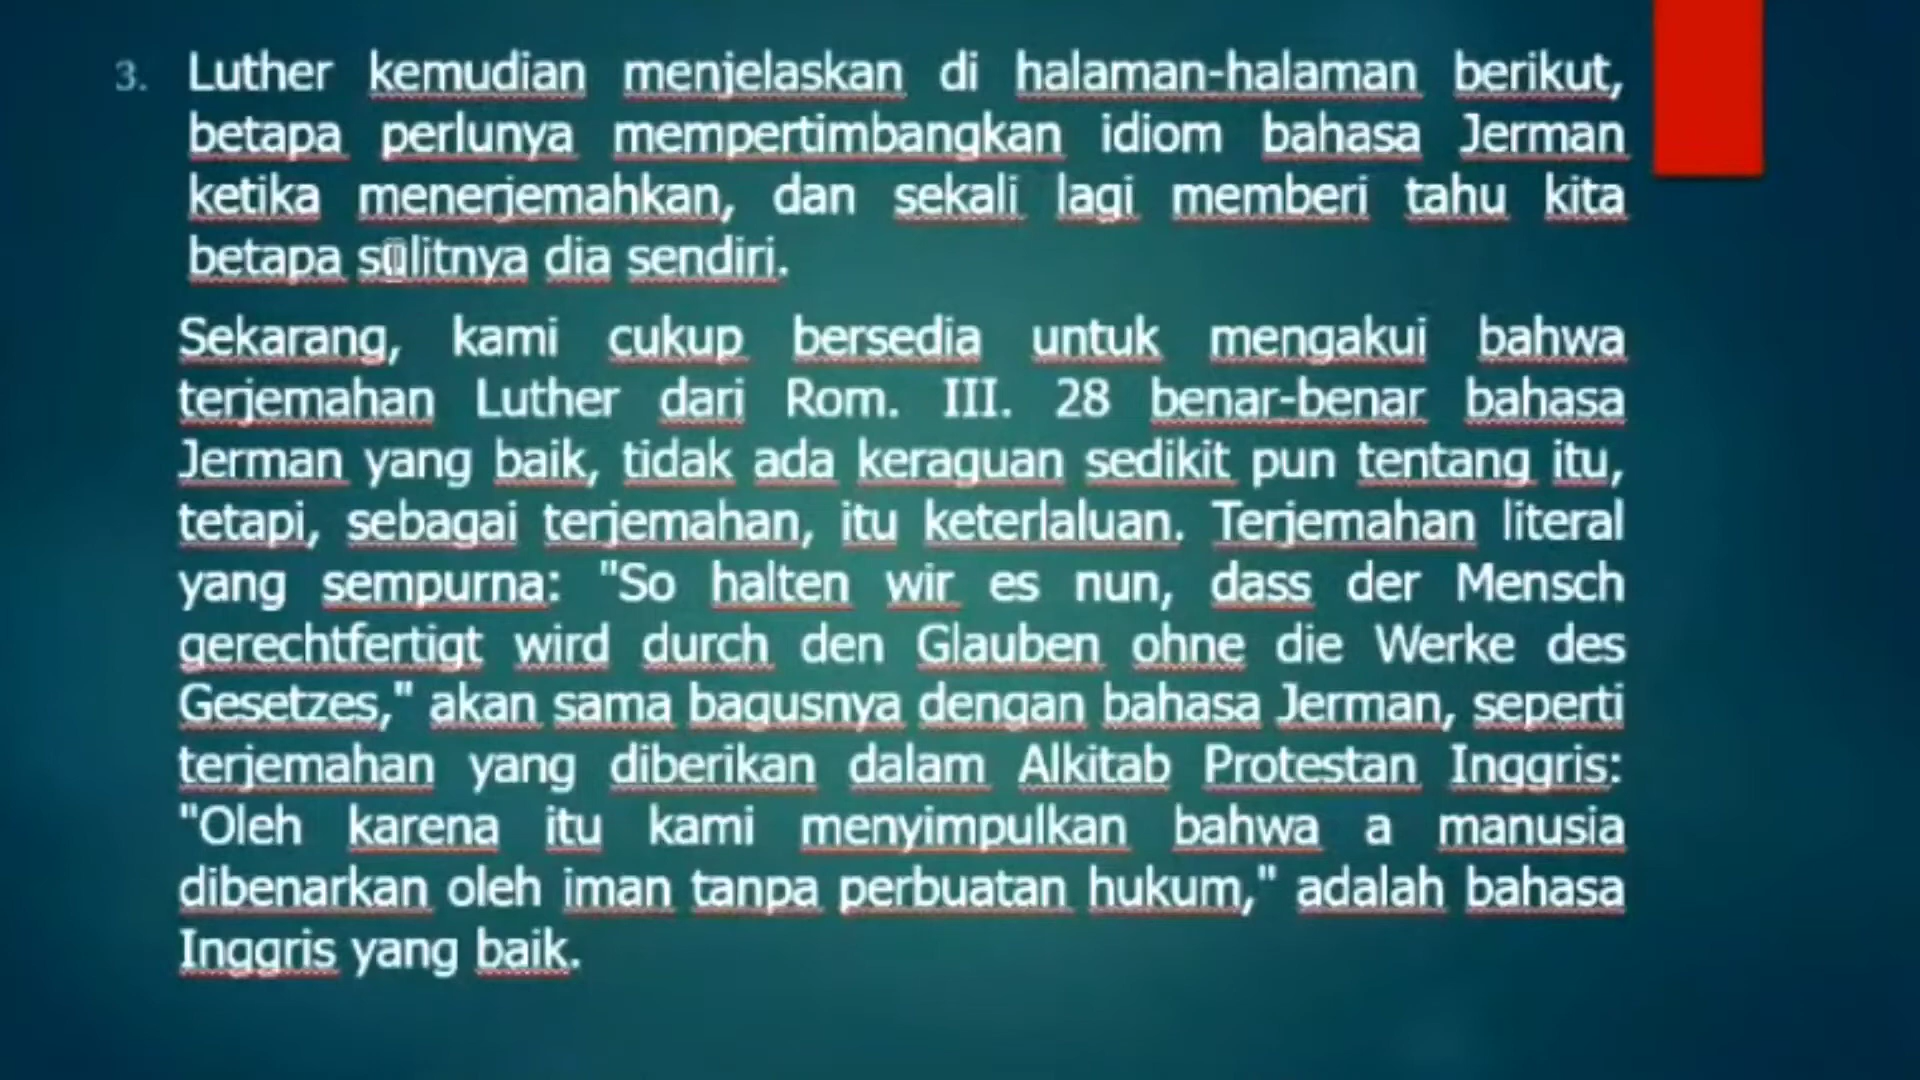 3. Luther kemudian menjelaskan di halaman-halaman berikut,
betapa perlunya mempertimbangkan idiom bahasa Jerman
ketika menerjemahkan, dan sekali lagi memberi tahu kita
betapa sulitnya dia sendiri.
Sekarang, kami cukup bersedia untuk mengakui bahwa
terjemahan Luther dari Rom. III. 28 benar-benar bahasa
Jerman yang baik, tidak ada keraguan sedikit pun tentang itu,
tetapi, sebagai terjemahan, itu keterlaluan. Terjemahan literal
yang sempurna: "So halten wir es nun, dass der Mensch
gerechtfertigt wird durch den Glauben ohne die Werke des
Gesetzes," akan sama bagusnya dengan bahasa Jerman, seperti
terjemahan yang diberikan dalam Alkitab Protestan Inggris:
"Oleh karena itu kami menyimpulkan bahwa a manusia
dibenarkan oleh iman tanpa perbuatan hukum," adalah bahasa
Inggris yang baik.